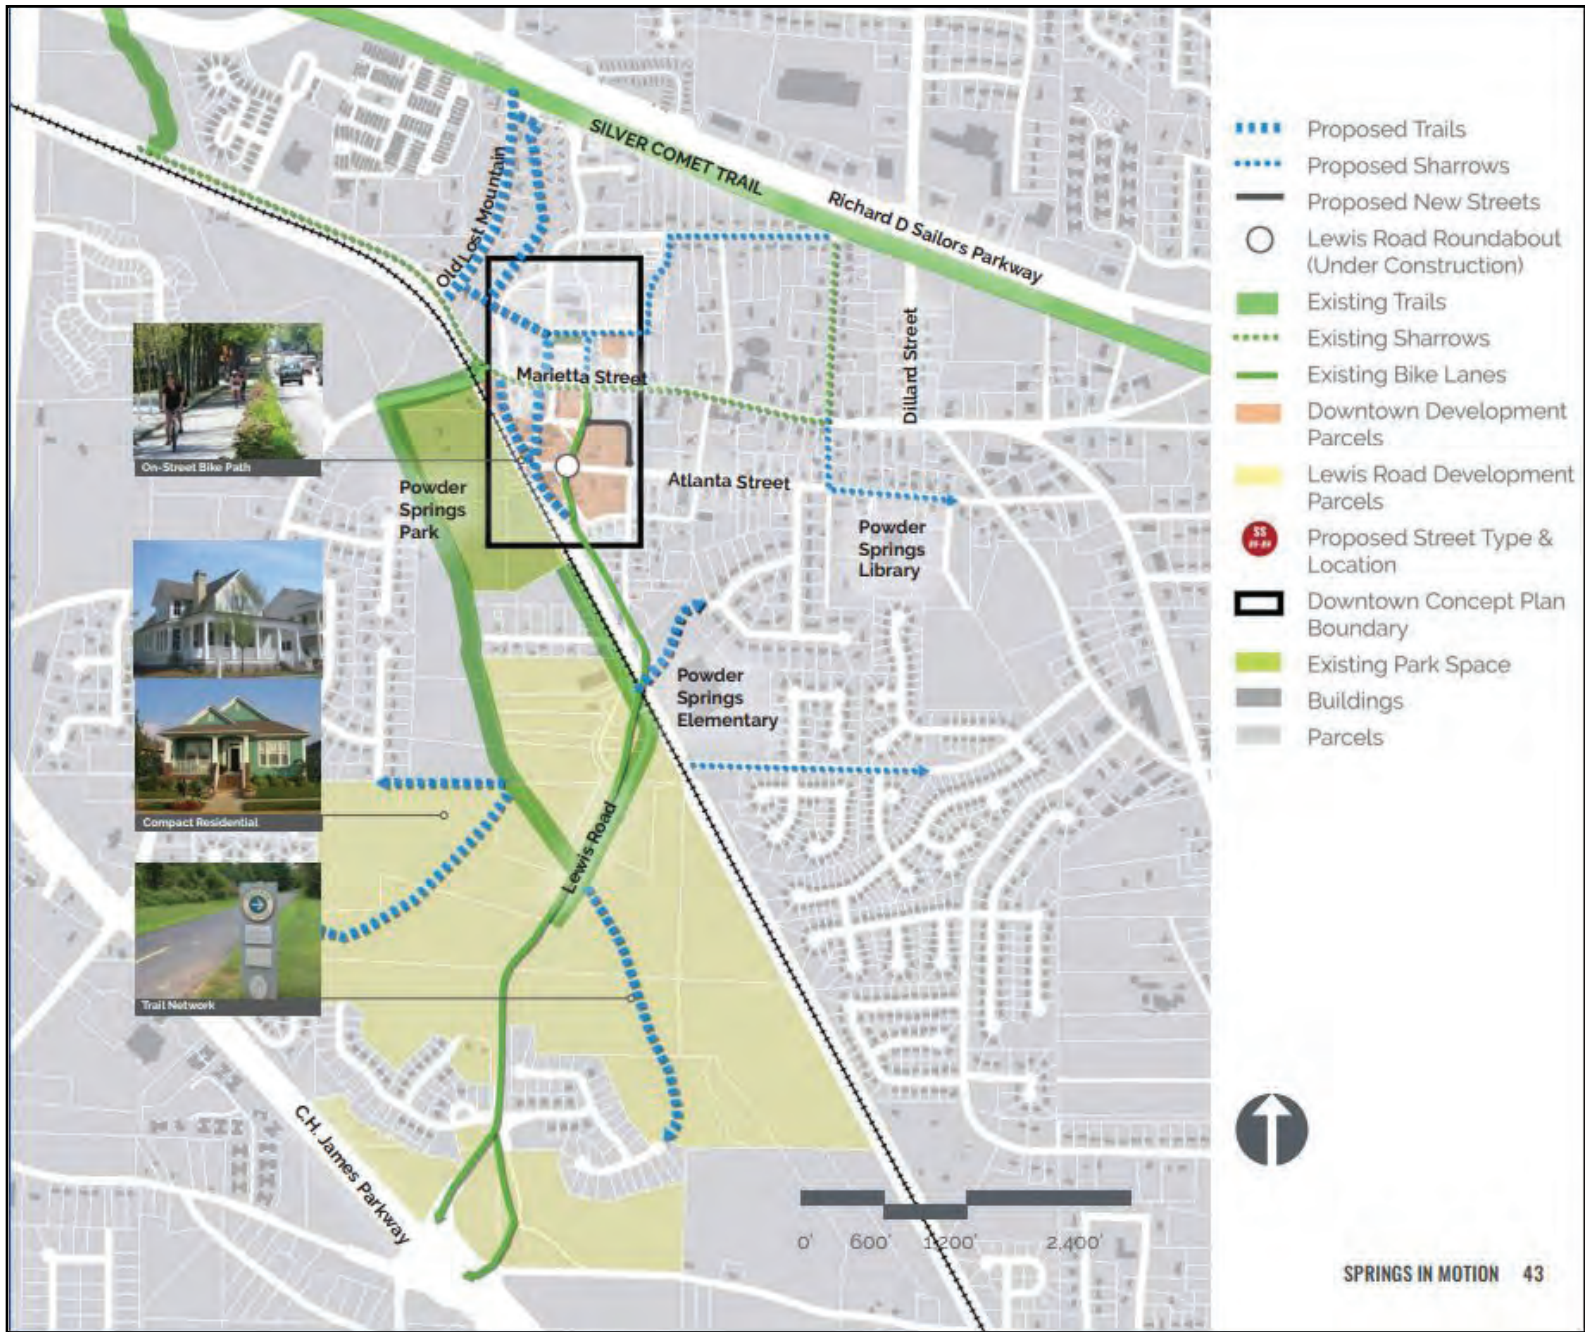 SILVER COMET TRAIL
Richard D Sailors Parkway
Old Lost Mountain
Dillard Street
Marietta Street
On-Street Bike Path
Atlanta Street
Powder
Springs
Park
Powder
Springs
Library
Powder
Springs
Elementary
Compact Residential
Lewis Road
Trail Network
C.H. James Parkway
0'
600'
1,200'
2,400'
Proposed Trails
Proposed Sharrows
Proposed New Streets
Lewis Road Roundabout
(Under Construction)
Existing Trails
Existing Sharrows
Existing Bike Lanes
Downtown Development
Parcels
Lewis Road Development
Parcels
SS
##-##
Proposed Street Type &
Location
Downtown Concept Plan
Boundary
Existing Park Space
Buildings
Parcels
SPRINGS IN MOTION 43